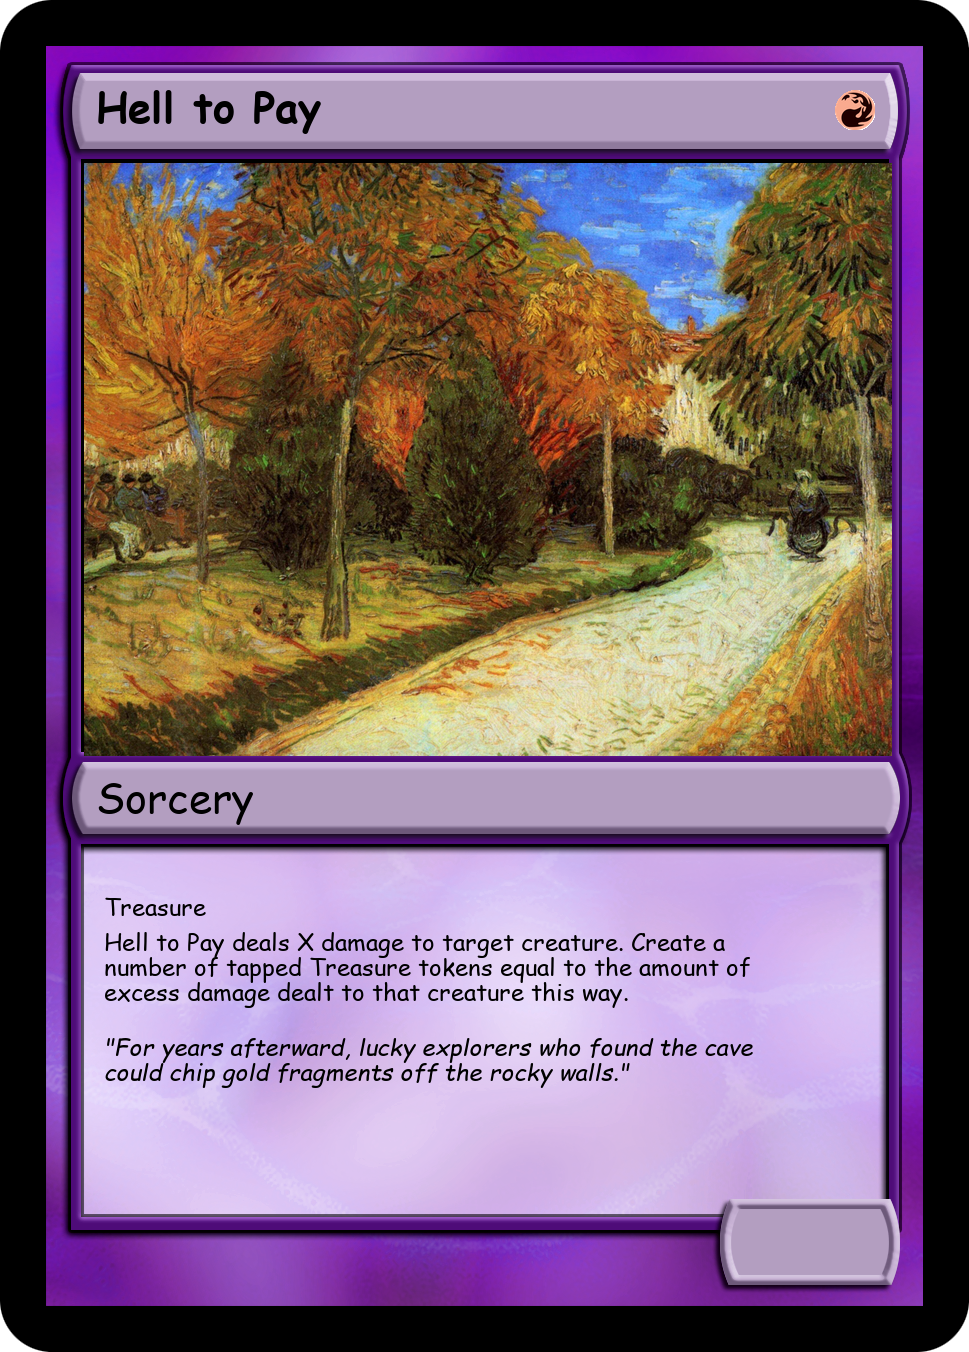 Hell to Pay
Sorcery
Treasure
Hell to Pay deals X damage to target creature. Create a
number of tapped Treasure tokens equal to the amount of
excess damage dealt to that creature this way.
"For years afterward, lucky explorers who found the cave
could chip gold fragments off the rocky walls."